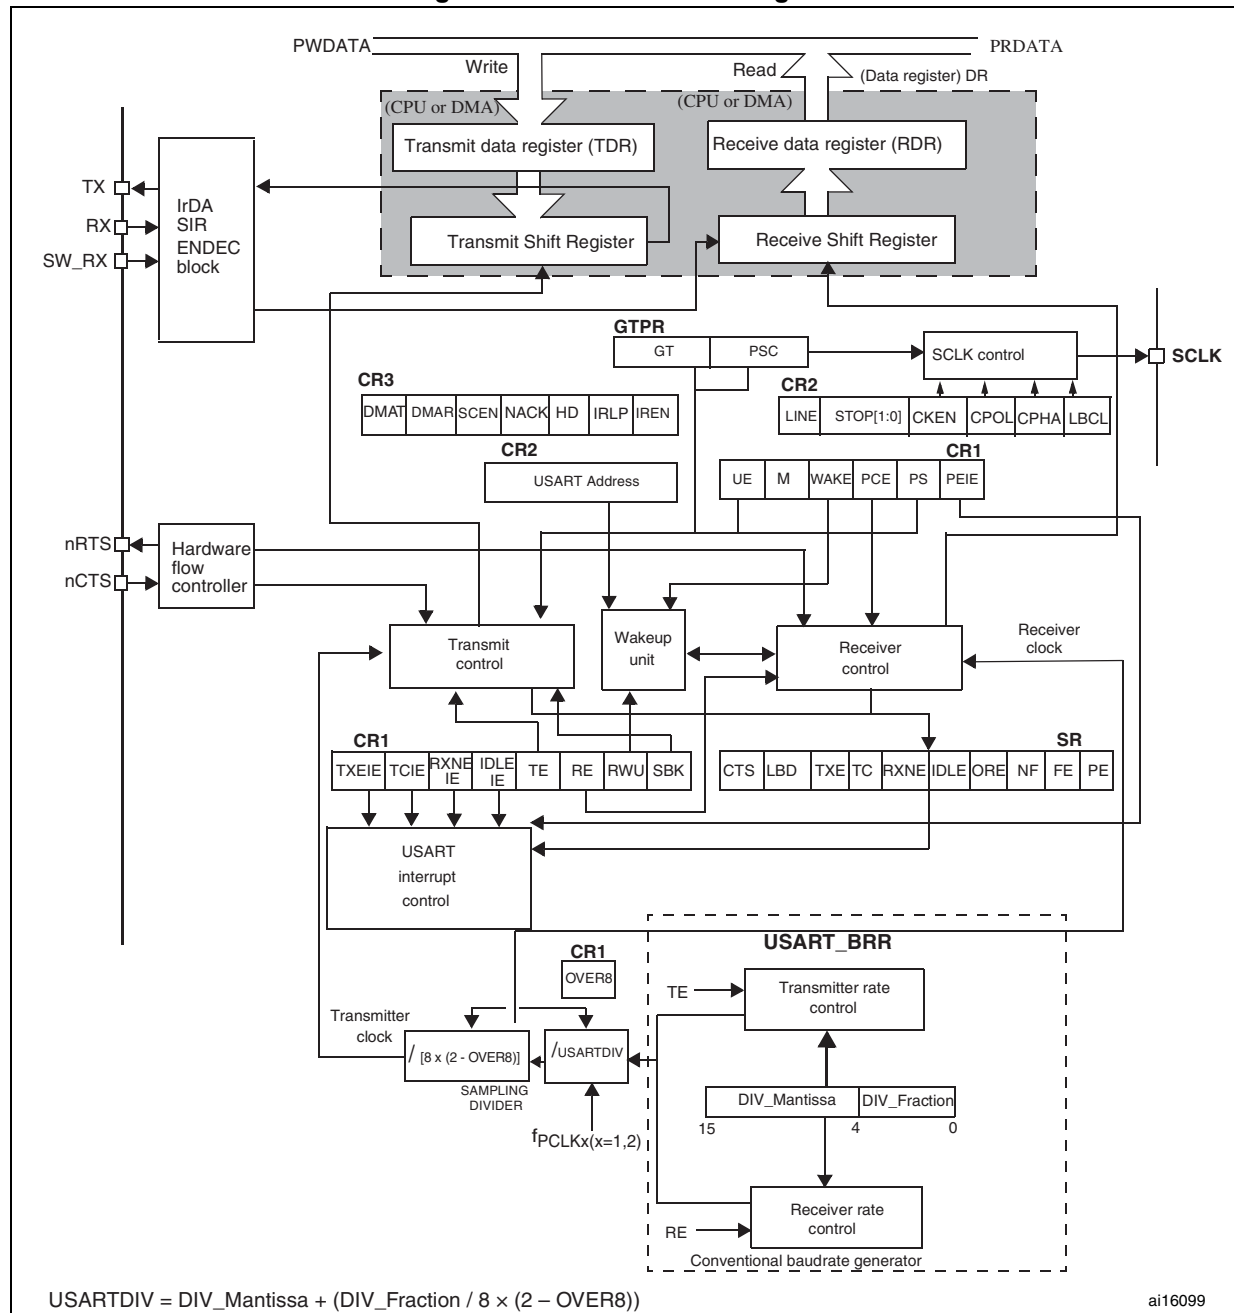 PWDATA
PRDATA
Write
Read
(Data register) DR
(CPU or DMA)
(CPU or DMA)
Transmit data register (TDR)
Receive data register (RDR)
TX
RX
SW_RX
IrDA
SIR
ENDEC
block
Transmit Shift Register
Receive Shift Register
GTPR
GT
PSC
SCLK control
SCLK
CR3
DMAT DMAR SCEN NACK HD IRLP IREN
CR2
LINE STOP[1:0] CKEN CPOL CPHA LBCL
CR2
USART Address
CR1
UE M WAKE PCE PS PEIE
nRTS
nCTS
Hardware
flow
controller
Transmit
control
Wakeup
unit
Receiver
control
Receiver
clock
CR1
TXEIE TCIE RXNE IE IDLE IE TE RE RWU SBK
SR
CTS LBD TXE TC RXNE IDLE ORE NF FE PE
USART
interrupt
control
USART_BRR
CR1
OVER8
TE
Transmitter rate
control
Transmitter
clock
/ [8 x (2 - OVER8)]
/USARTDIV
SAMPLING
DIVIDER
DIV_Mantissa DIV_Fraction
15 4 0
fPCLKx(x=1,2)
RE
Receiver rate
control
Conventional baudrate generator
USARTDIV = DIV_Mantissa + (DIV_Fraction / 8 × (2 – OVER8))
ai16099